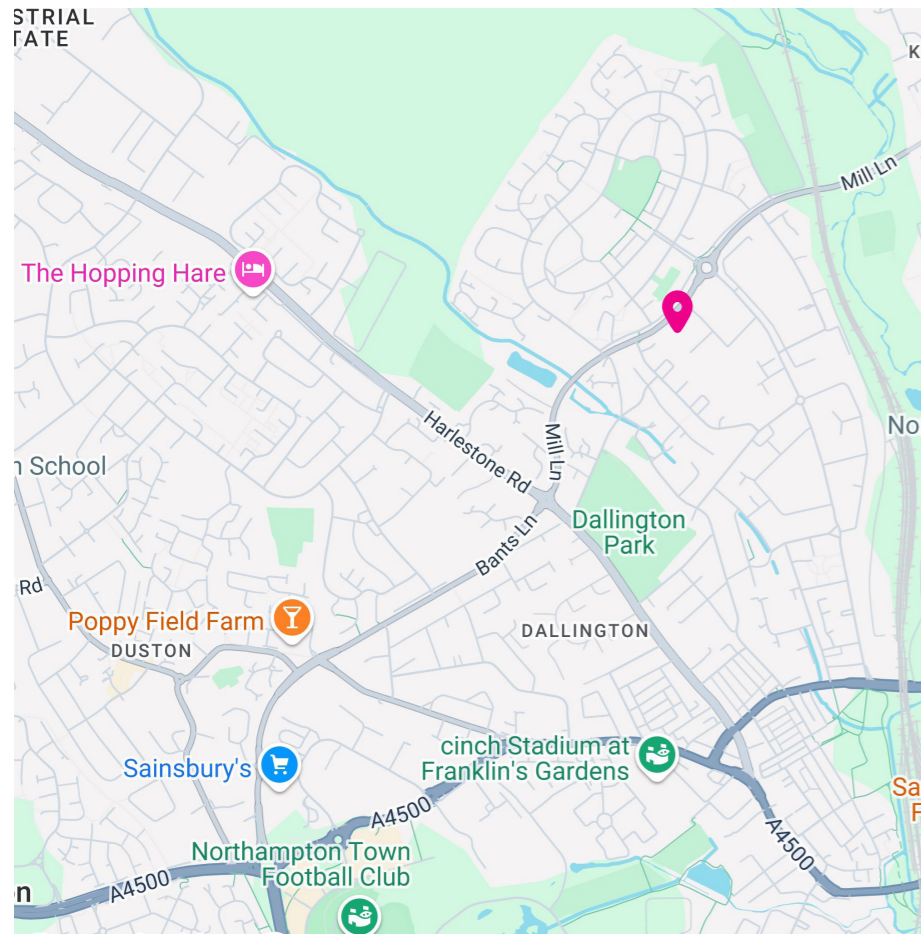 STRIAL
TATE
K
Mill Ln
The Hopping Hare
Harlestone Rd
Mill Ln
No
n School
Dallington
Park
Bants Ln
Rd
Poppy Field Farm
DUSTON
DALLINGTON
cinch Stadium at
Franklin's Gardens
Sainsbury's
Sa
F
A4500
A4500
Northampton Town
Football Club
A4500
on